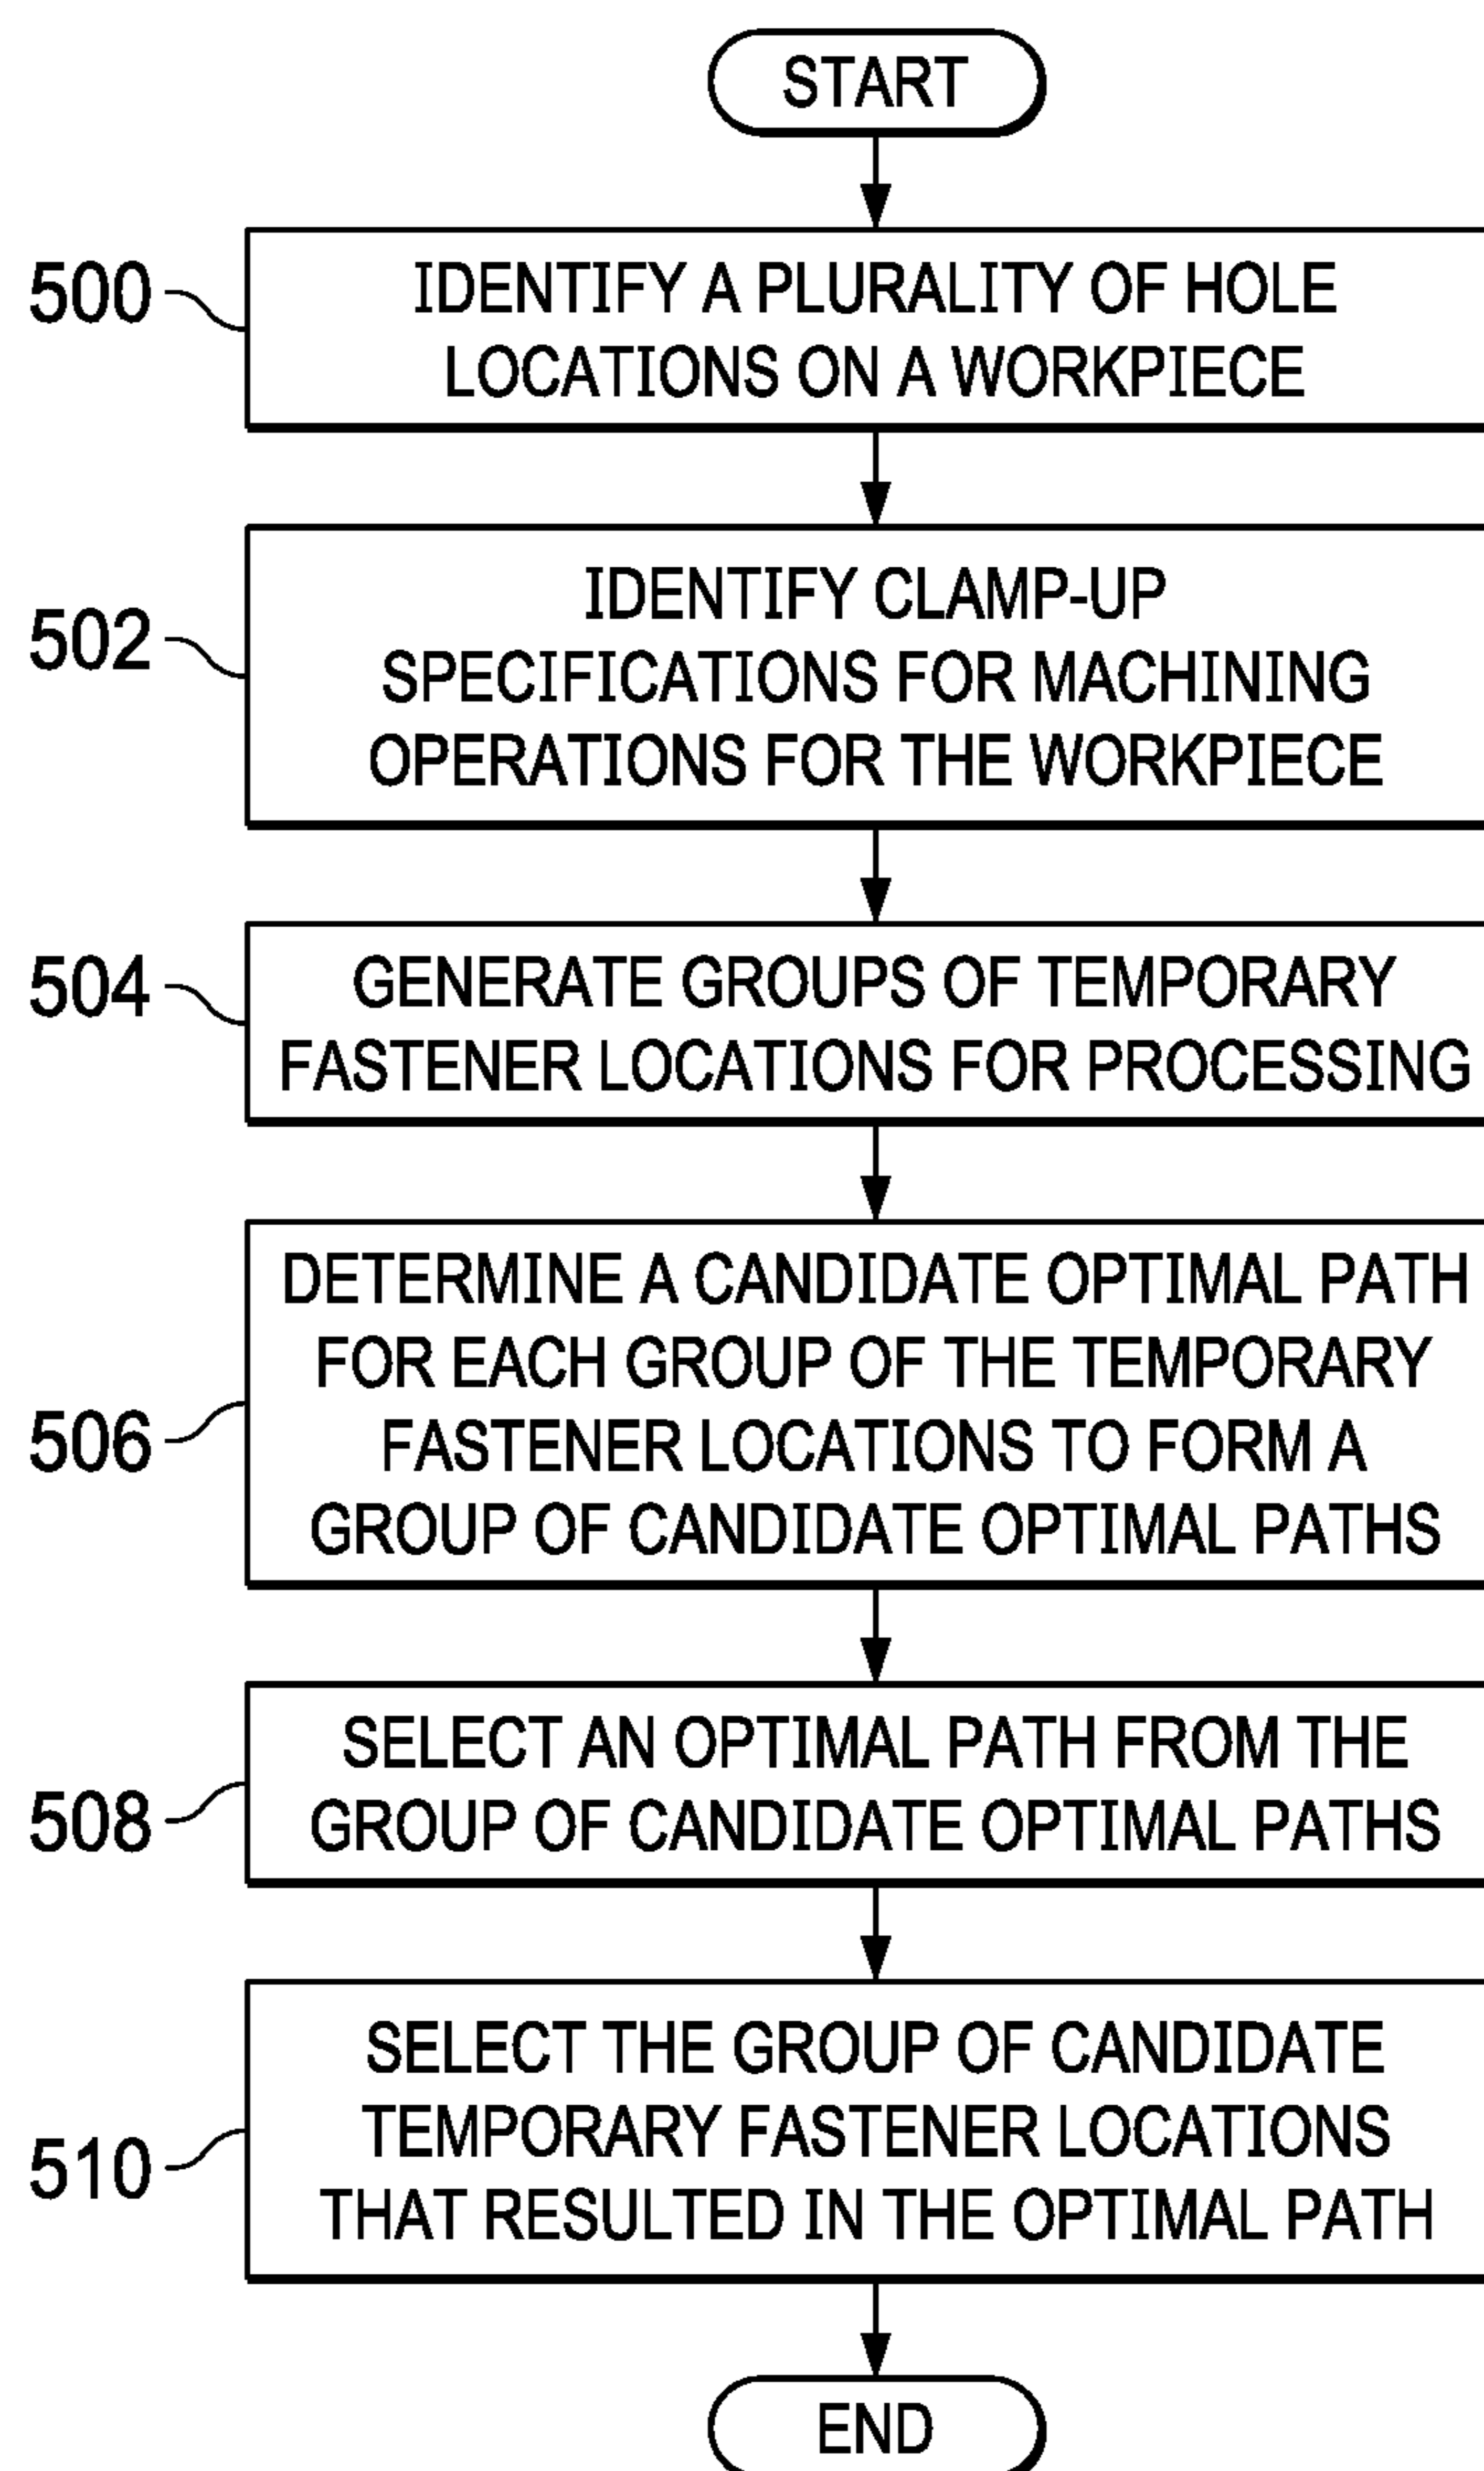 START
500
IDENTIFY A PLURALITY OF HOLE
LOCATIONS ON A WORKPIECE
502
IDENTIFY CLAMP-UP
SPECIFICATIONS FOR MACHINING
OPERATIONS FOR THE WORKPIECE
504
GENERATE GROUPS OF TEMPORARY
FASTENER LOCATIONS FOR PROCESSING
506
DETERMINE A CANDIDATE OPTIMAL PATH
FOR EACH GROUP OF THE TEMPORARY
FASTENER LOCATIONS TO FORM A
GROUP OF CANDIDATE OPTIMAL PATHS
508
SELECT AN OPTIMAL PATH FROM THE
GROUP OF CANDIDATE OPTIMAL PATHS
510
SELECT THE GROUP OF CANDIDATE
TEMPORARY FASTENER LOCATIONS
THAT RESULTED IN THE OPTIMAL PATH
END